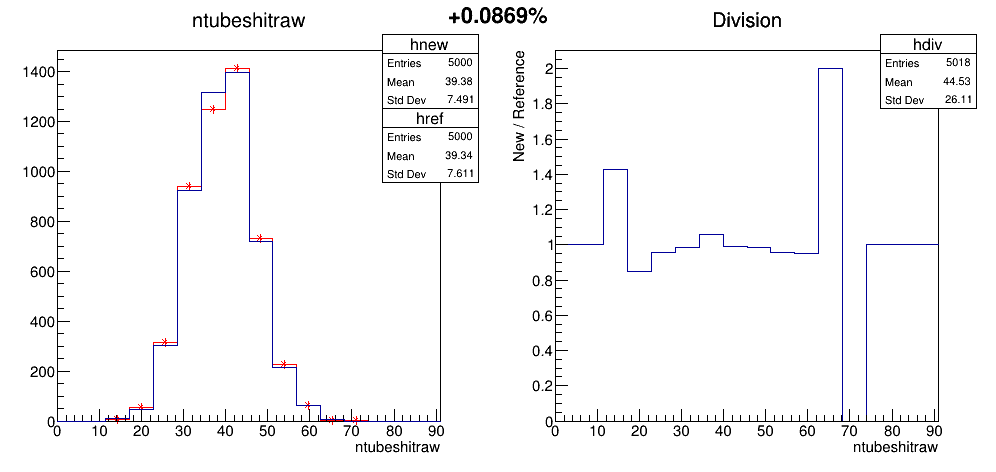 +0.0869%
ntubeshitraw
hnew
Entries 5000
Mean 39.38
Std Dev 7.491
href
Entries 5000
Mean 39.34
Std Dev 7.611
1400
1200
1000
800
600
400
200
0
0 10 20 30 40 50 60 70 80 90
ntubeshitraw
Division
hdiv
Entries 5018
Mean 44.53
Std Dev 26.11
New / Reference
2
1.8
1.6
1.4
1.2
1
0.8
0.6
0.4
0.2
0
0 10 20 30 40 50 60 70 80 90
ntubeshitraw